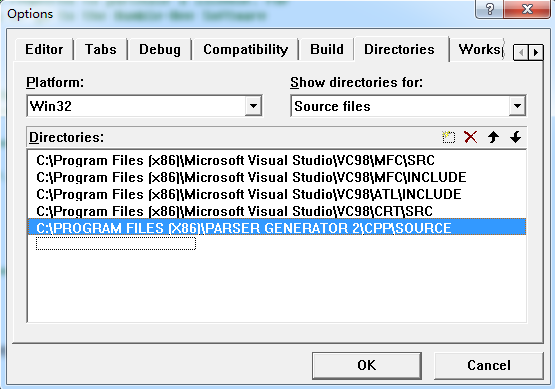 Options
Editor Tabs Debug Compatibility Build Directories Works
Platform: Show directories for:
Win32 Source files
Directories:
C:\Program Files (x86)\Microsoft Visual Studio\VC98\MFC\SRC
C:\Program Files (x86)\Microsoft Visual Studio\VC98\MFC\INCLUDE
C:\Program Files (x86)\Microsoft Visual Studio\VC98\ATL\INCLUDE
C:\Program Files (x86)\Microsoft Visual Studio\VC98\CRT\SRC
C:\PROGRAM FILES (X86)\PARSER GENERATOR 2\CPP\SOURCE
OK Cancel